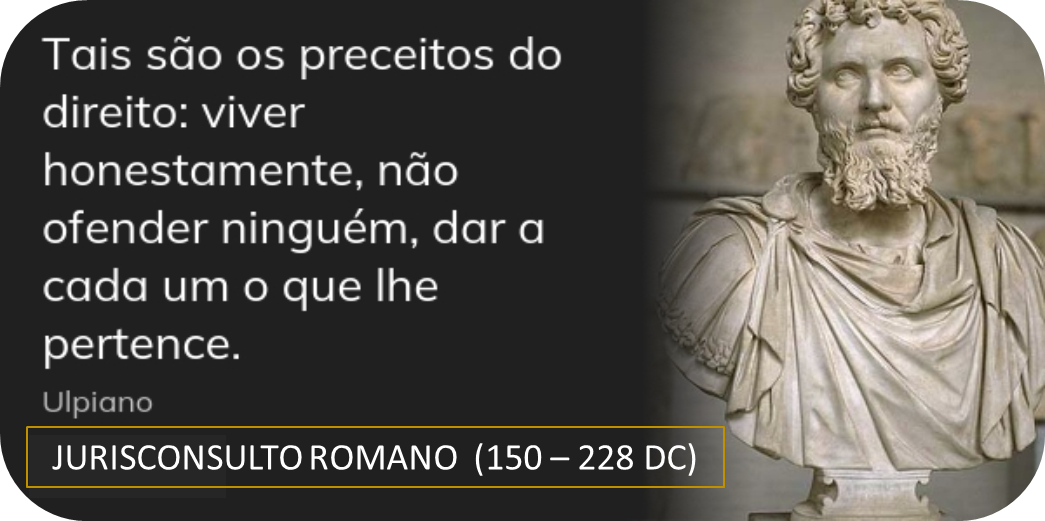 Tais são os preceitos do
direito: viver
honestamente, não
ofender ninguém, dar a
cada um o que lhe
pertence.
Ulpiano
JURISCONSULTO ROMANO (150 – 228 DC)